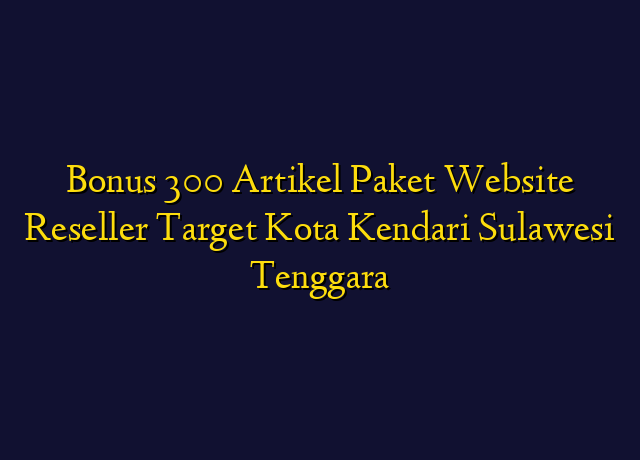 Bonus 300 Artikel Paket Website
Reseller Target Kota Kendari Sulawesi
Tenggara